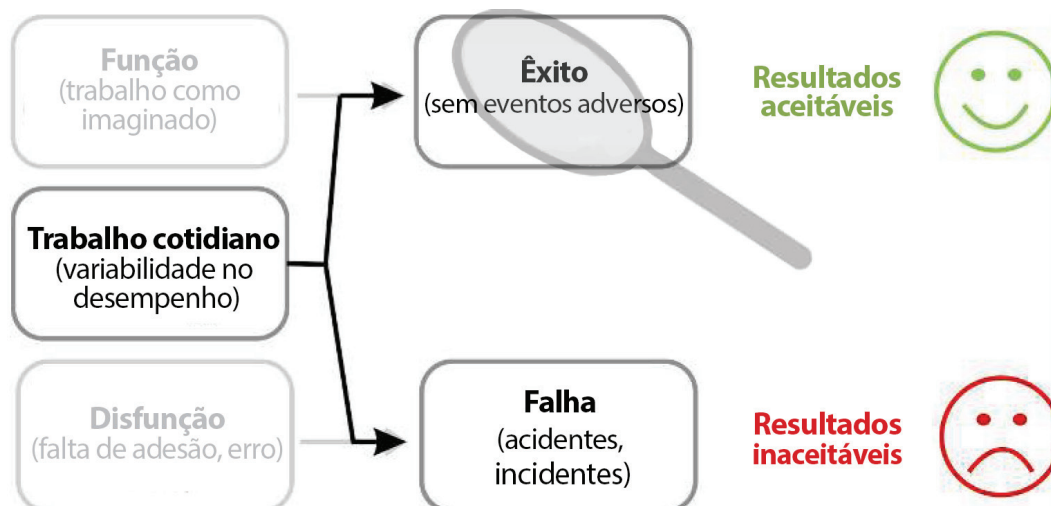 Função
(trabalho como
imaginado)
Êxito
(sem eventos adversos)
Resultados
aceitáveis
Trabalho cotidiano
(variabilidade no
desempenho)
Disfunção
(falta de adesão, erro)
Falha
(acidentes,
incidentes)
Resultados
inaceitáveis